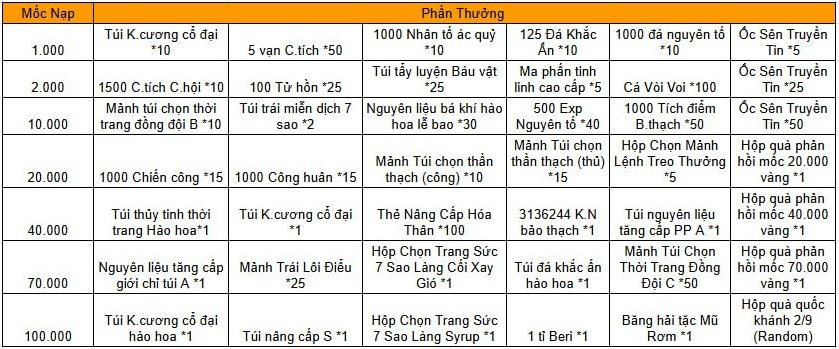 Mốc Nạp Phần Thưởng
1.000 Túi K.cương cổ đại *10 5 vạn C.tích *50 1000 Nhân tố ác quỷ *10 125 Đá Khắc Ấn *10 1000 đá nguyên tố *10 Ốc Sên Truyền Tin *5
2.000 1500 C.tích C.hội *10 100 Tử hồn *25 Túi tẩy luyện Báu vật *25 Ma phấn tinh linh cao cấp *5 Cá Vòi Voi *100 Ốc Sên Truyền Tin *25
10.000 Mảnh túi chọn thời trang đồng đội B *10 Túi trái miễn dịch 7 sao *2 Nguyên liệu bá khí hào hoa lễ bao *30 500 Exp Nguyên tố *40 1000 Tích điểm B.thạch *50 Ốc Sên Truyền Tin *50
20.000 1000 Chiến công *15 1000 Công huân *15 Mảnh Túi chọn thần thạch (công) *10 Mảnh Túi chọn thần thạch (thủ) *15 Hộp Chọn Mảnh Lệnh Treo Thưởng *5 Hộp quà phản hồi mốc 20.000 vàng *1
40.000 Túi thủy tinh thời trang Hào hoa*1 Túi K.cương cổ đại *1 Thẻ Nâng Cấp Hóa Thân *100 3136244 K.N bảo thạch *1 Túi nguyên liệu tăng cấp PP A *1 Hộp quà phản hồi mốc 40.000 vàng *1
70.000 Nguyên liệu tăng cấp giới chỉ túi A *1 Mảnh Trái Lôi Điểu *25 Hộp Chọn Trang Sức 7 Sao Làng Cối Xay Gió *1 Túi đá khắc ấn hào hoa *1 Mảnh Túi Chọn Thời Trang Đồng Đội C *50 Hộp quà phản hồi mốc 70.000 vàng *1
100.000 Túi K.cương cổ đại hào hoa *1 Túi nâng cấp S *1 Hộp Chọn Trang Sức 7 Sao Làng Syrup *1 1 tỉ Beri *1 Băng hải tặc Mũ Rơm *1 Hộp quà quốc khánh 2/9 (Random)